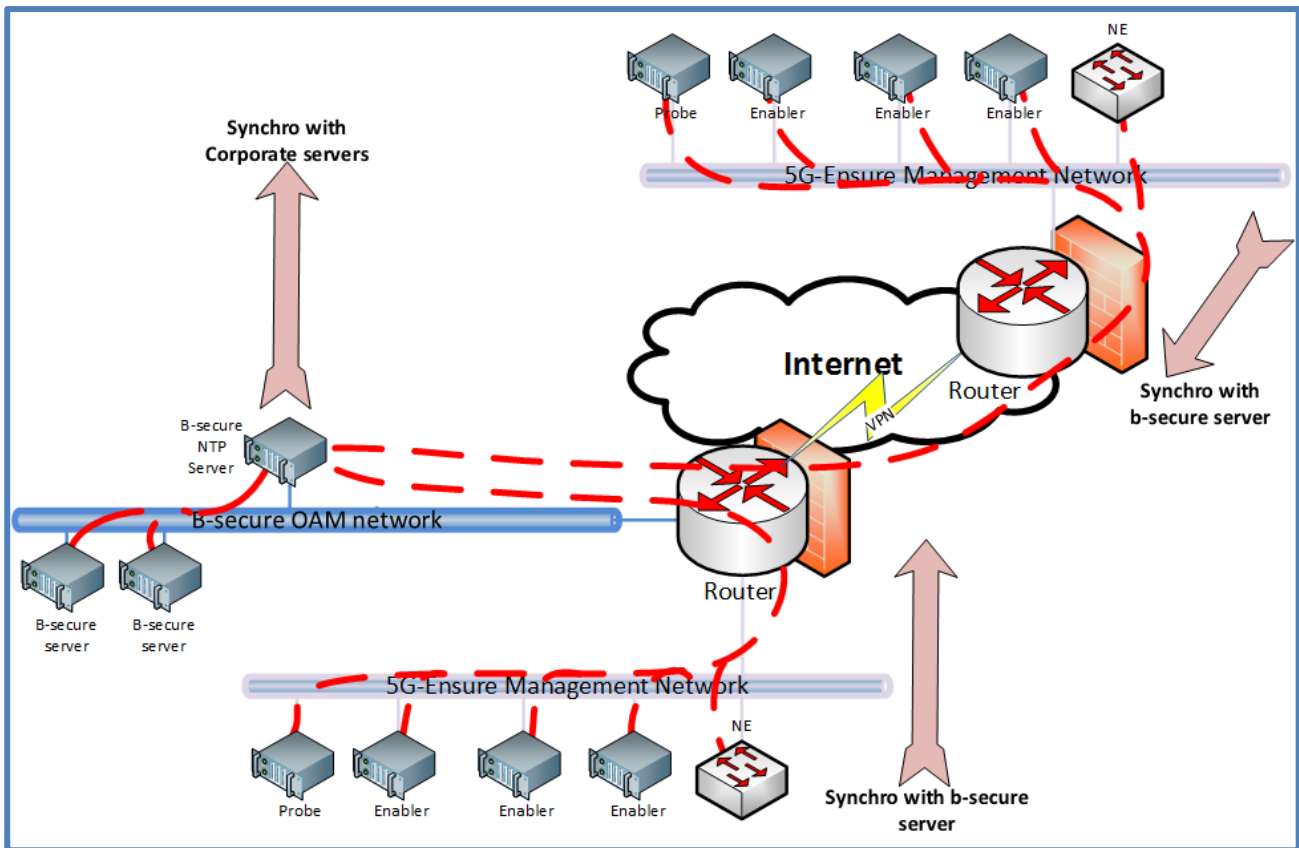 NE
Probe
Enabler
Enabler
Enabler
Synchro with
Corporate servers
5G-Ensure Management Network
Internet
Router
VPN
Synchro with
b-secure server
B-secure
NTP
Server
B-secure OAM network
Router
B-secure
server
B-secure
server
5G-Ensure Management Network
NE
Probe
Enabler
Enabler
Enabler
Synchro with b-secure
server